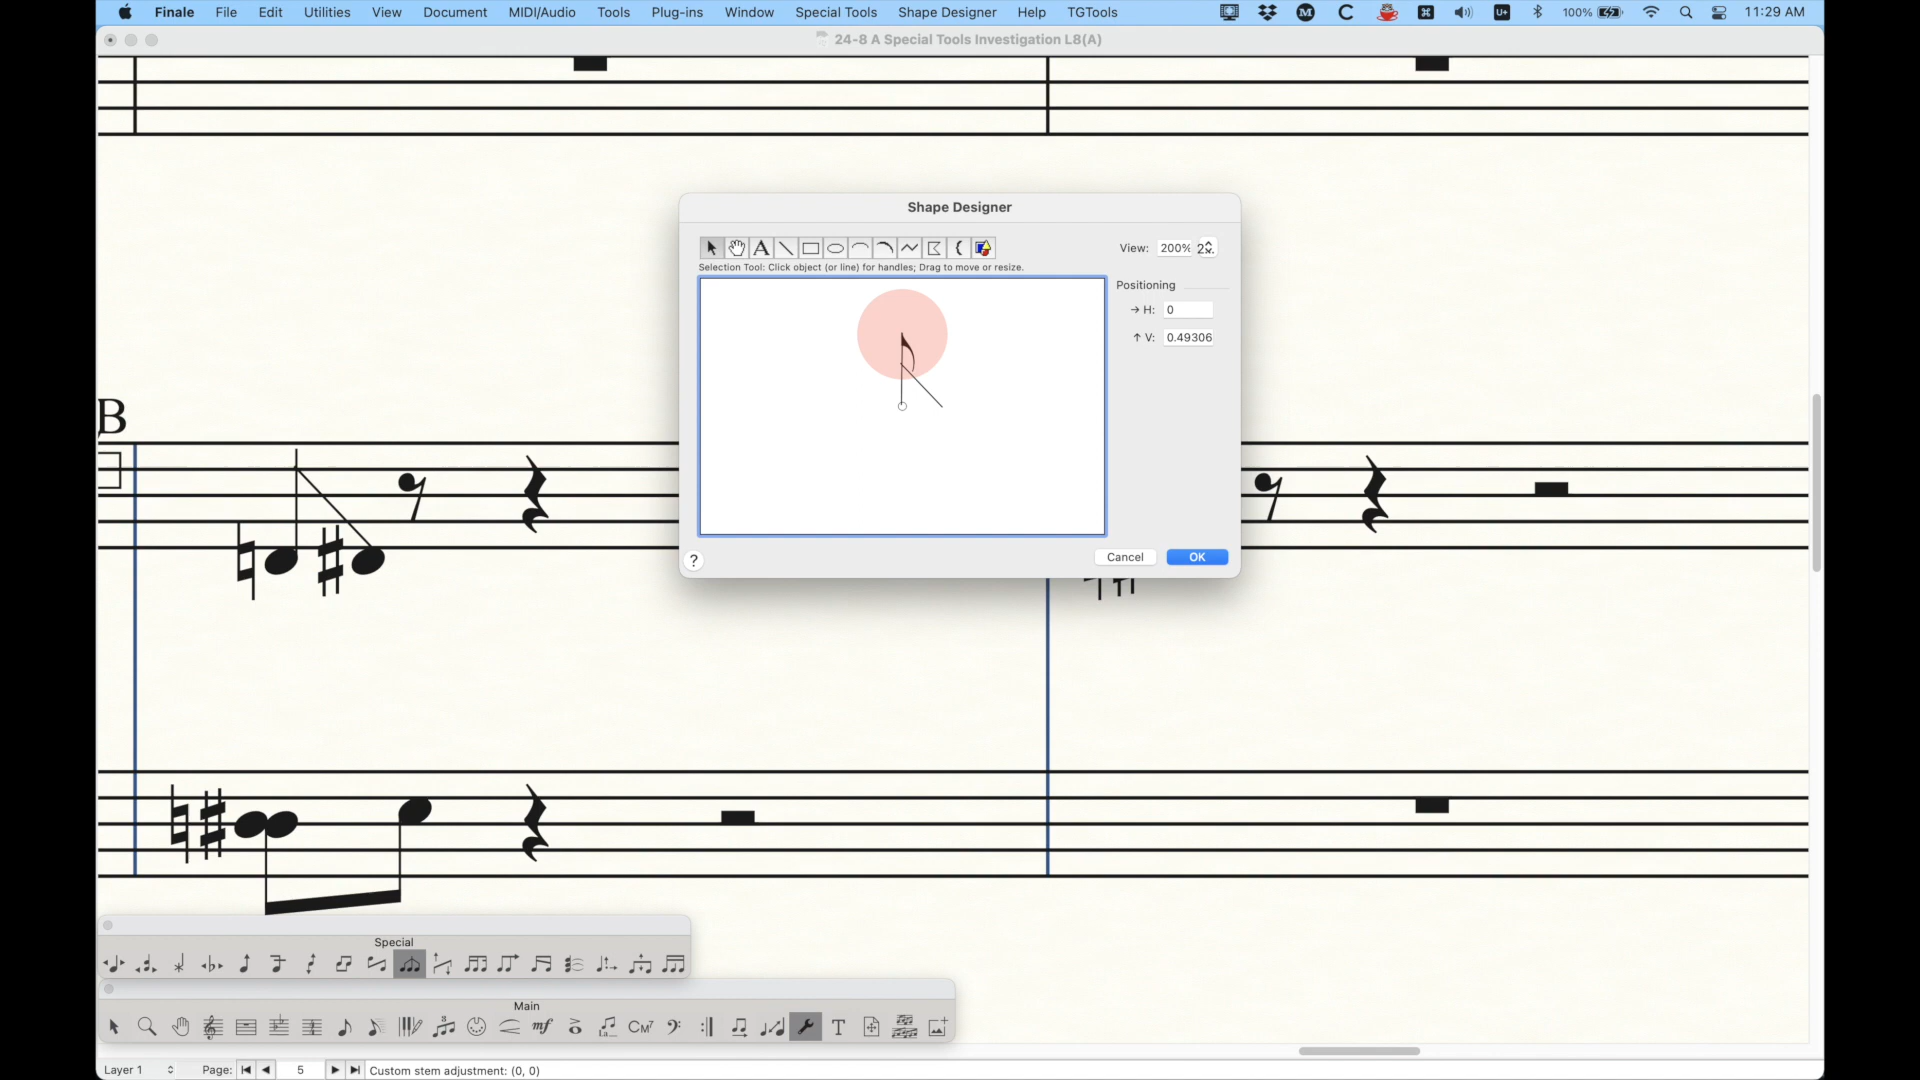 Finale File Edit Utilities View Document MIDI/Audio Tools Plug-ins Window Special Tools Shape Designer Help TGTools 100% 11:29 AM
24-8 A Special Tools Investigation L8(A)
Shape Designer
View: 200%
Selection Tool: Click object (or line) for handles; Drag to move or resize.
Positioning
H: 0
V: 0.49306
B
? Cancel OK
Special
Main
mf CM7 T
Layer 1 Page: 5 Custom stem adjustment: (0, 0)